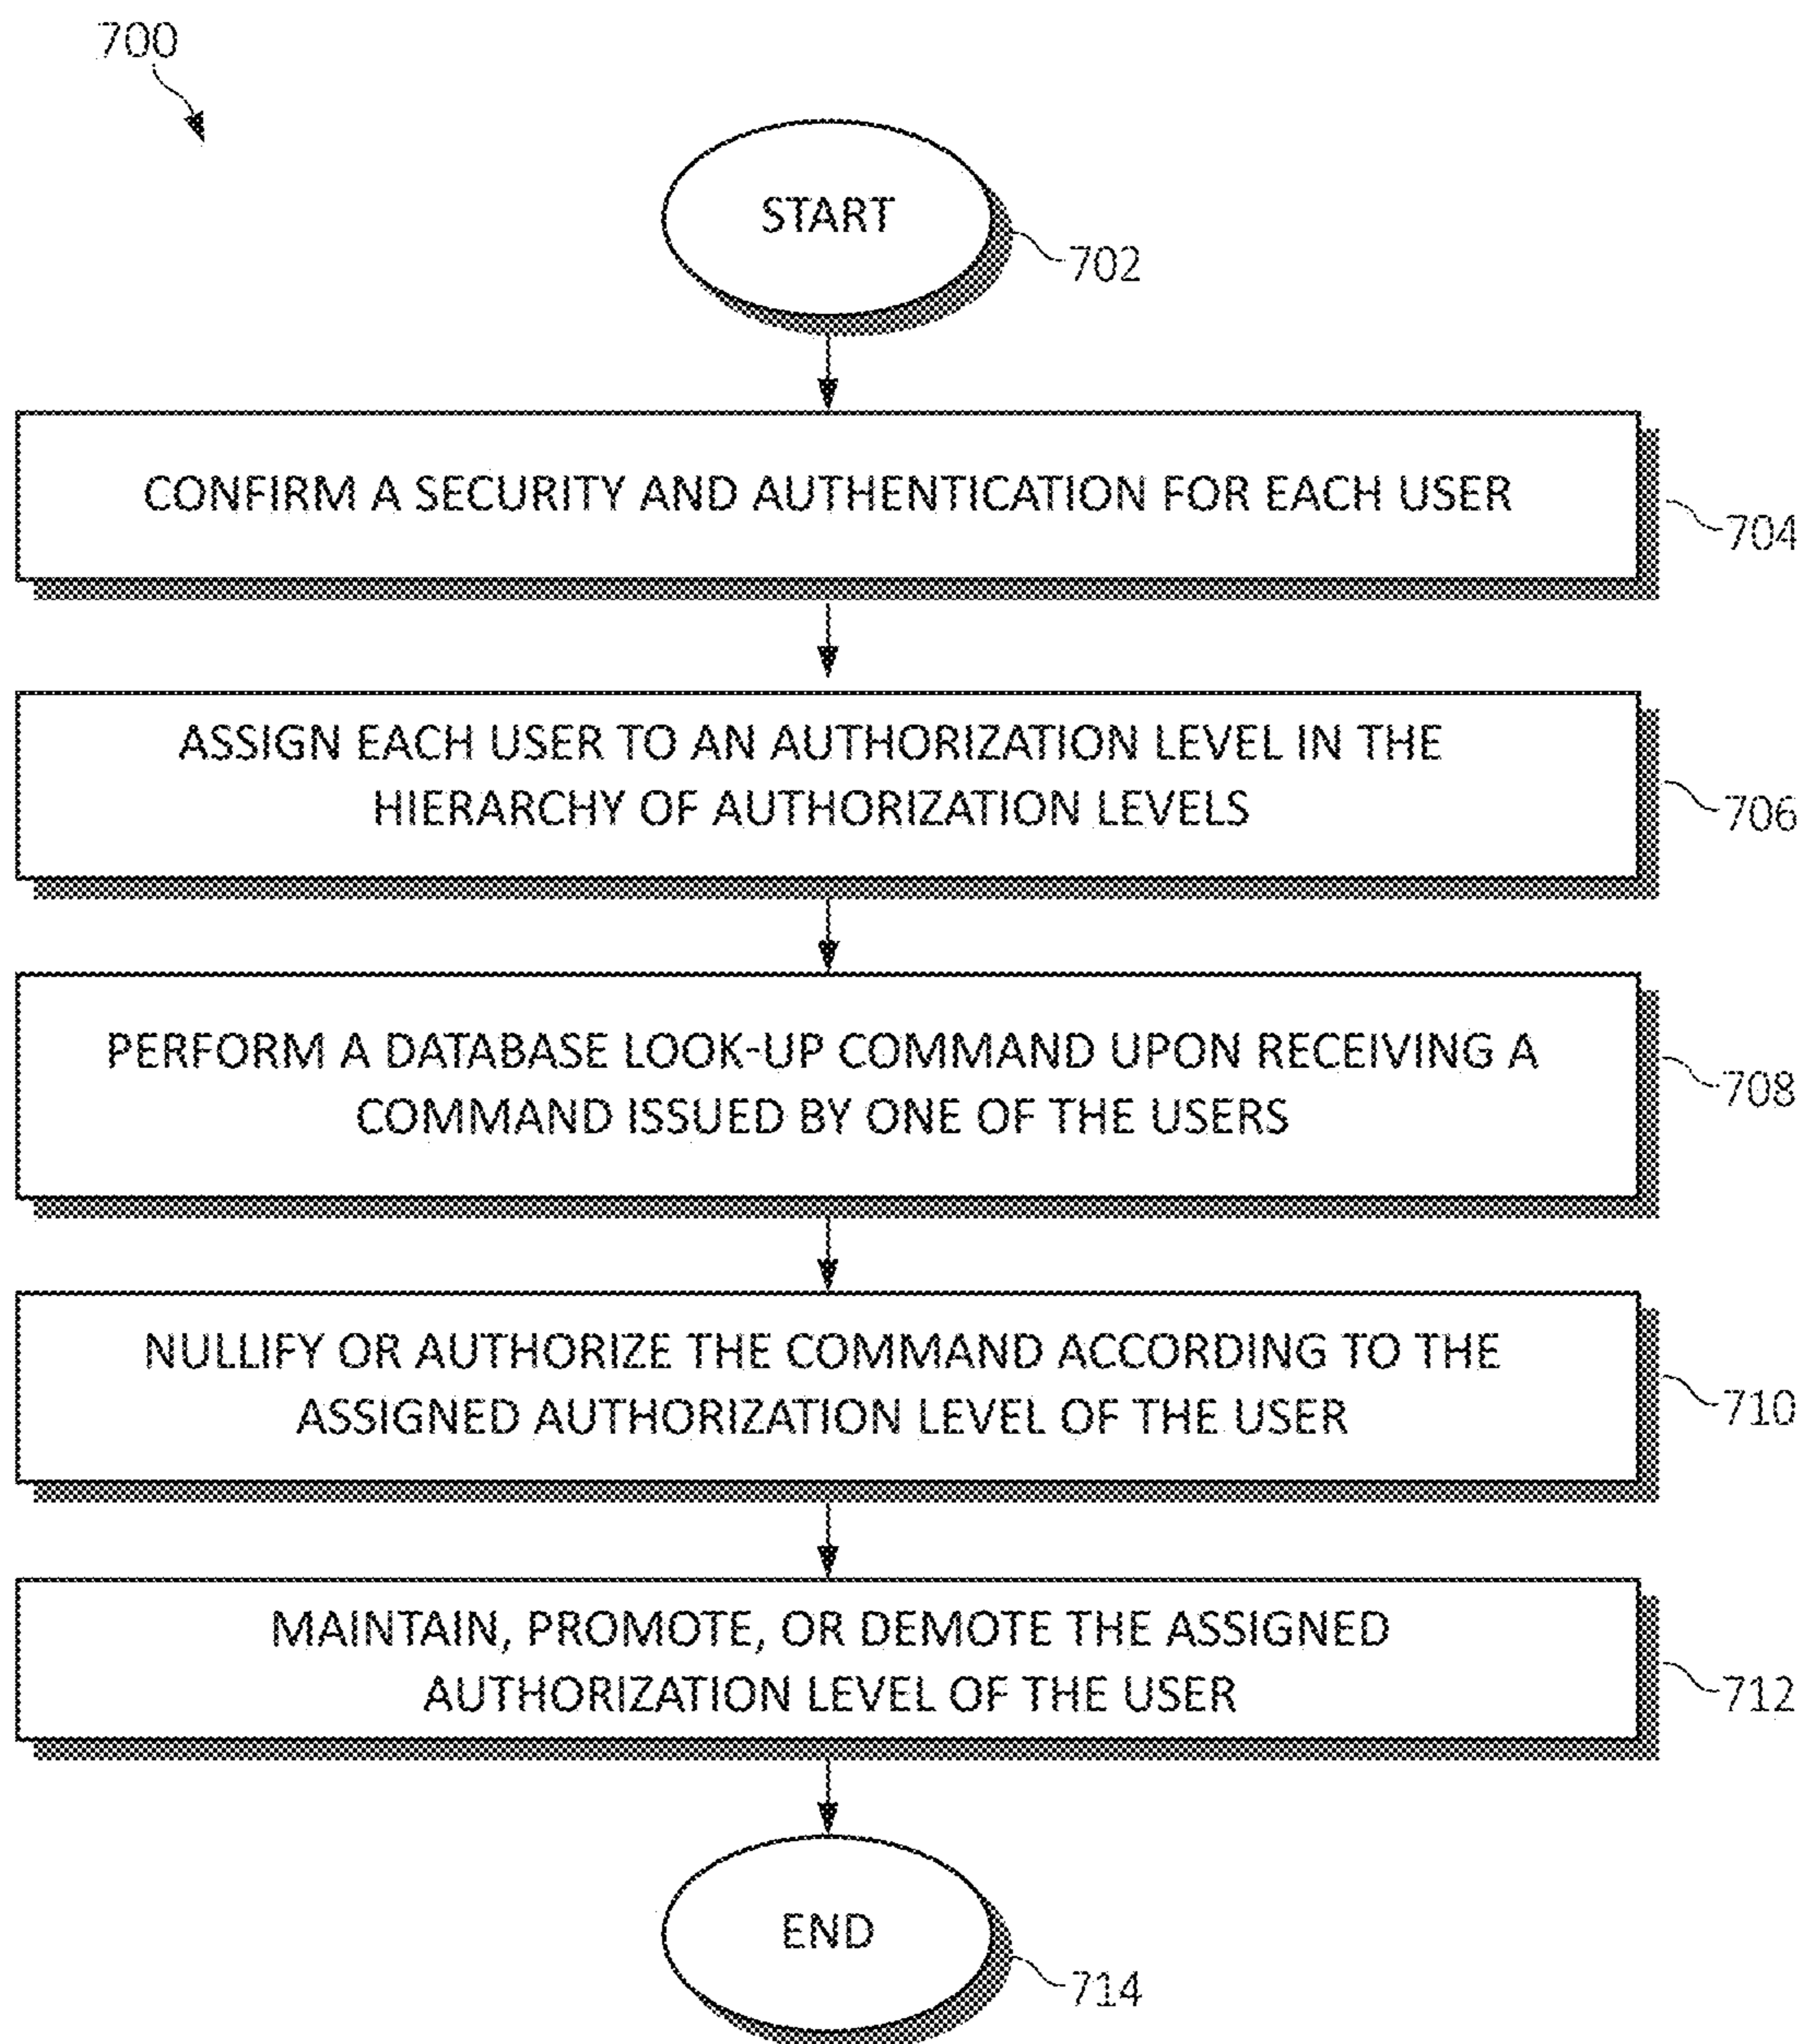 700
START
702
CONFIRM A SECURITY AND AUTHENTICATION FOR EACH USER
704
ASSIGN EACH USER TO AN AUTHORIZATION LEVEL IN THE
HIERARCHY OF AUTHORIZATION LEVELS
706
PERFORM A DATABASE LOOK-UP COMMAND UPON RECEIVING A
COMMAND ISSUED BY ONE OF THE USERS
708
NULLIFY OR AUTHORIZE THE COMMAND ACCORDING TO THE
ASSIGNED AUTHORIZATION LEVEL OF THE USER
710
MAINTAIN, PROMOTE, OR DEMOTE THE ASSIGNED
AUTHORIZATION LEVEL OF THE USER
712
END
714